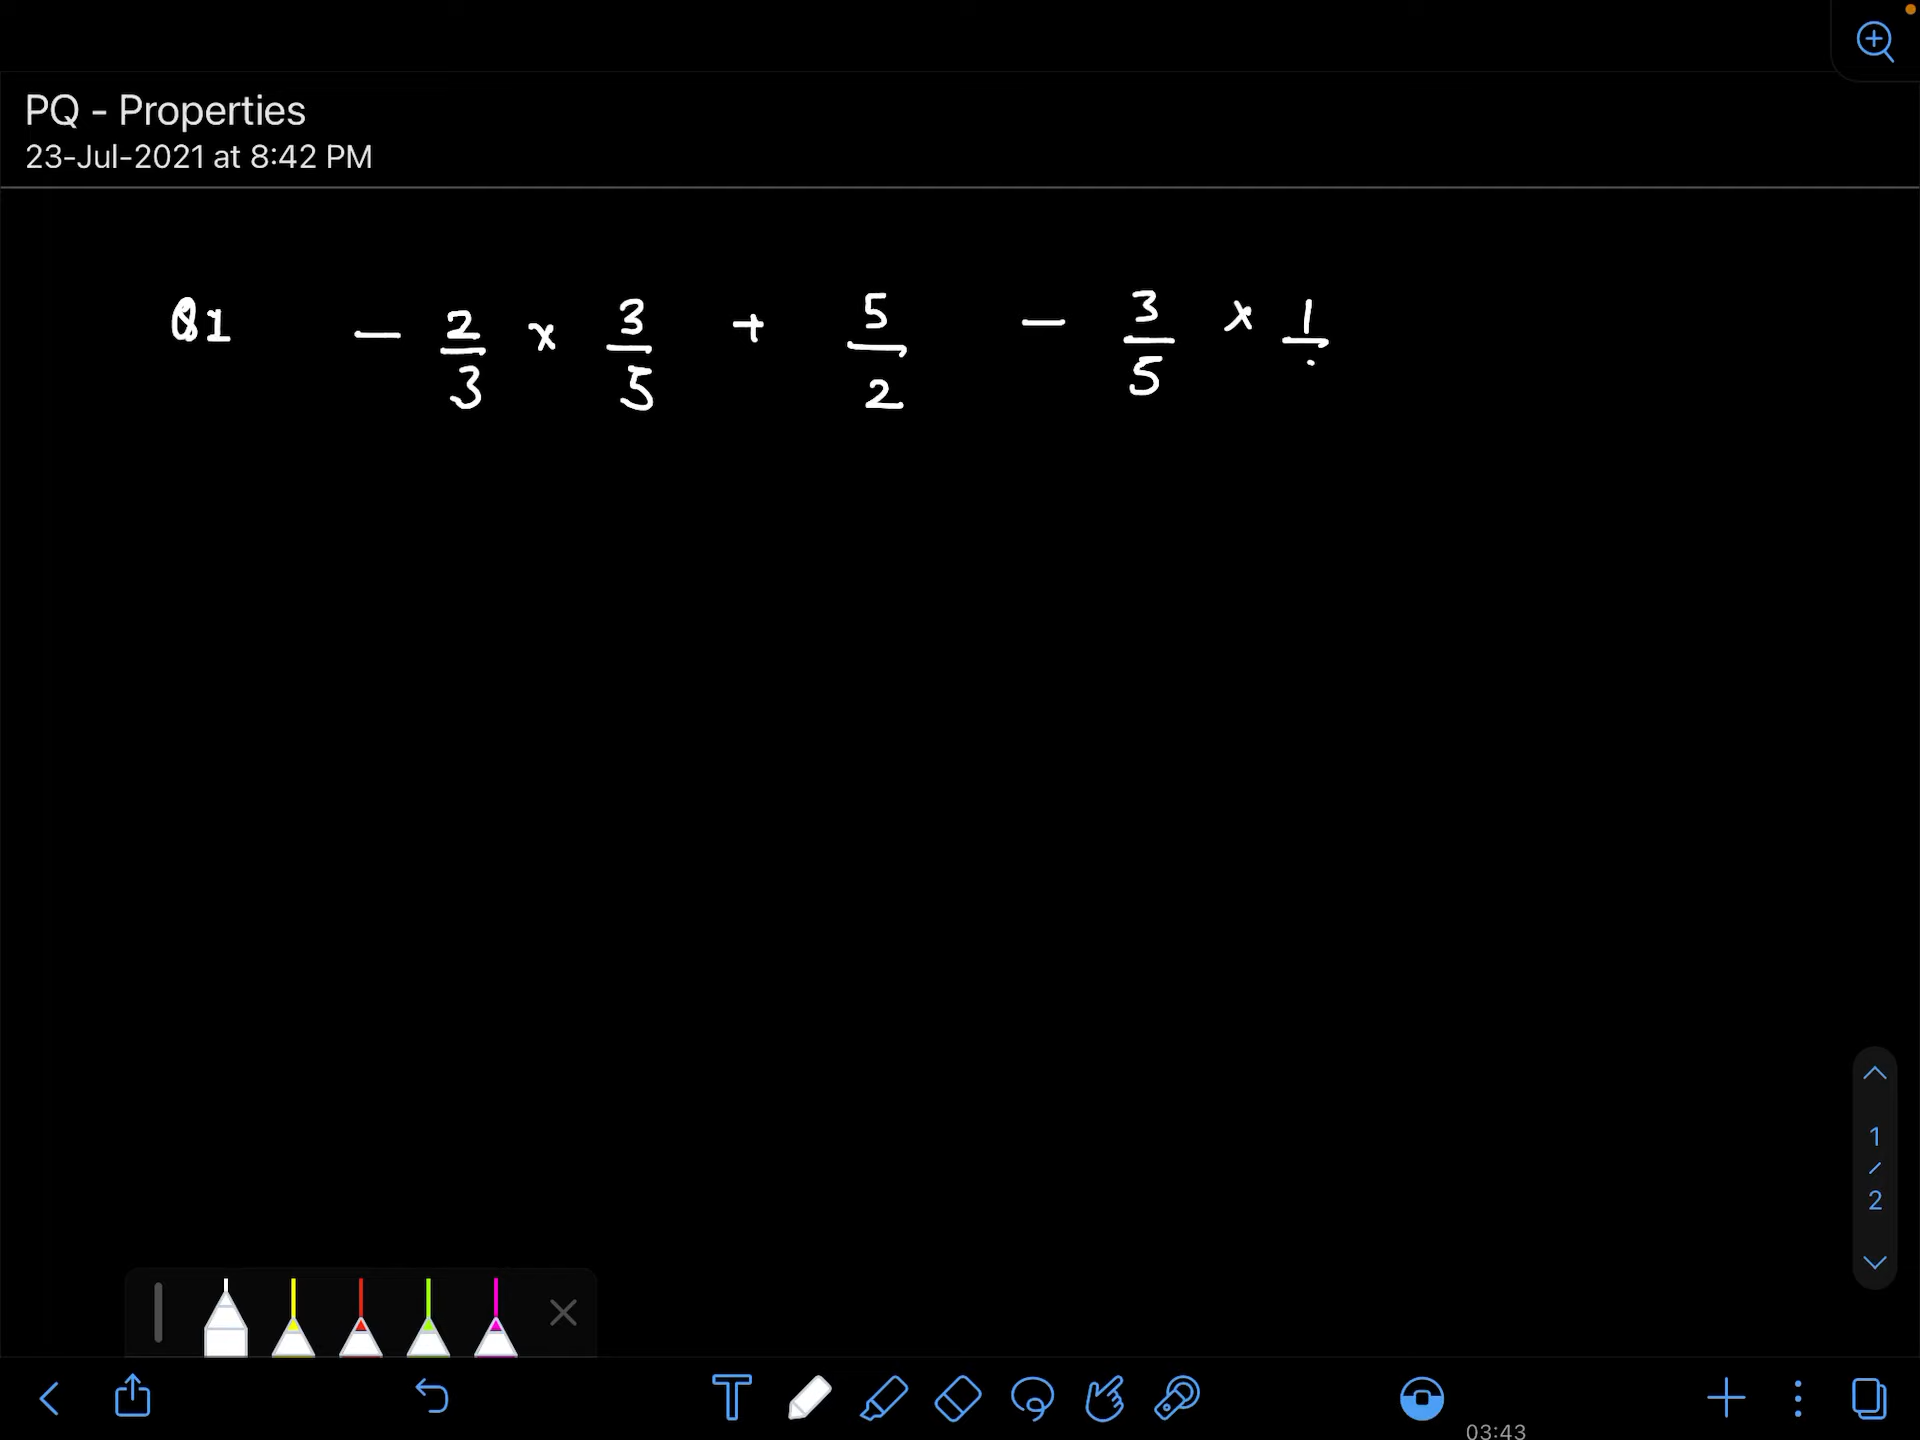 PQ - Properties
23-Jul-2021 at 8:42 PM
Q1 - 2/3 x 3/5 + 5/2 - 3/5 x 1/
1
/
2
03:43